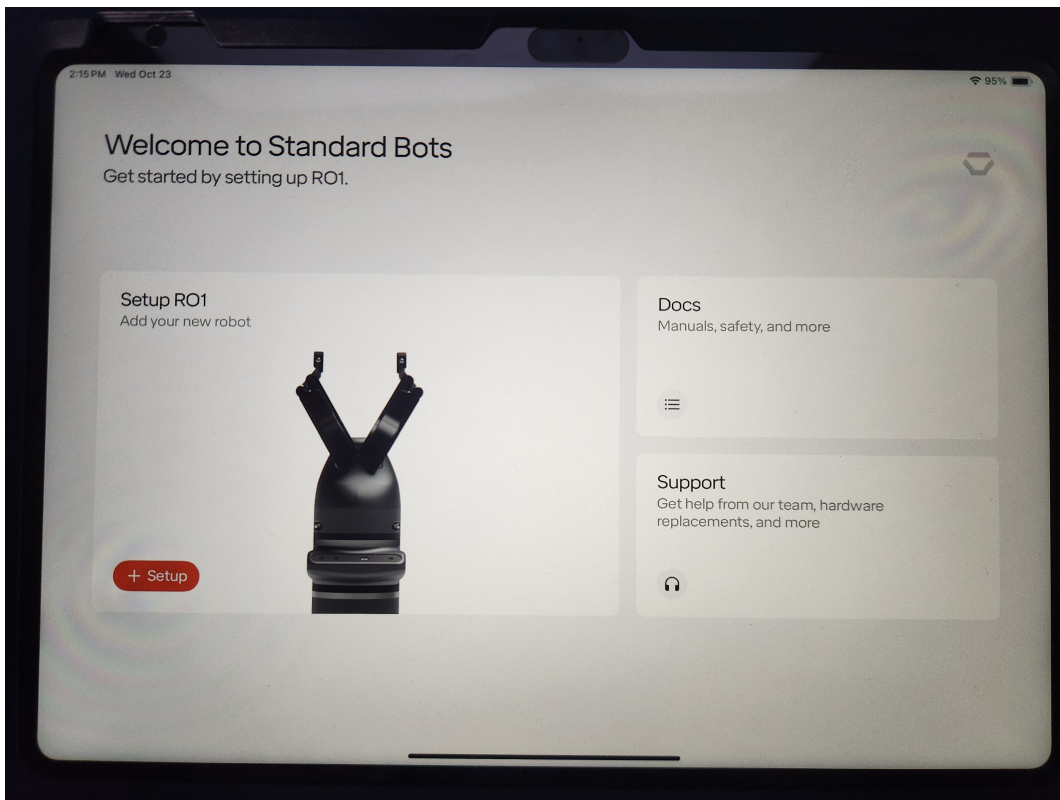 2:15 PM Wed Oct 23
95%
Welcome to Standard Bots
Get started by setting up RO1.
Setup RO1
Add your new robot
+ Setup
Docs
Manuals, safety, and more
Support
Get help from our team, hardware
replacements, and more